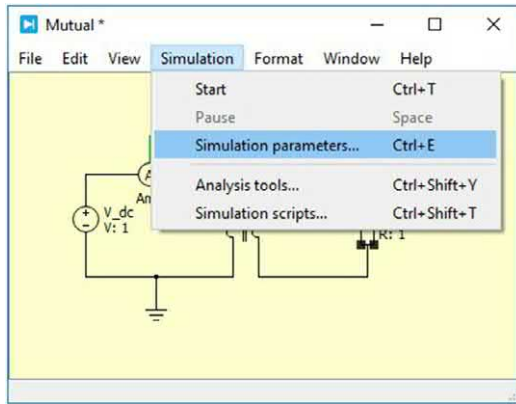 Mutual *
File Edit View Simulation Format Window Help
Start Ctrl+T
Pause Space
Simulation parameters... Ctrl+E
Analysis tools... Ctrl+Shift+Y
Simulation scripts... Ctrl+Shift+T
A
Am
V_dc
V: 1
R: 1